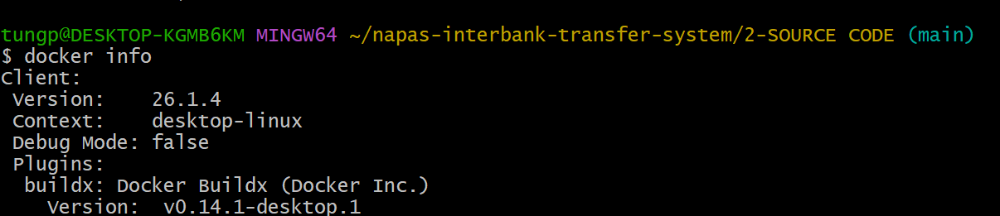 tungp@DESKTOP-KGMB6KM MINGW64 ~/napas-interbank-transfer-system/2-SOURCE CODE (main)
$ docker info
Client:
 Version:    26.1.4
 Context:    desktop-linux
 Debug Mode: false
 Plugins:
  buildx: Docker Buildx (Docker Inc.)
    Version:  v0.14.1-desktop.1